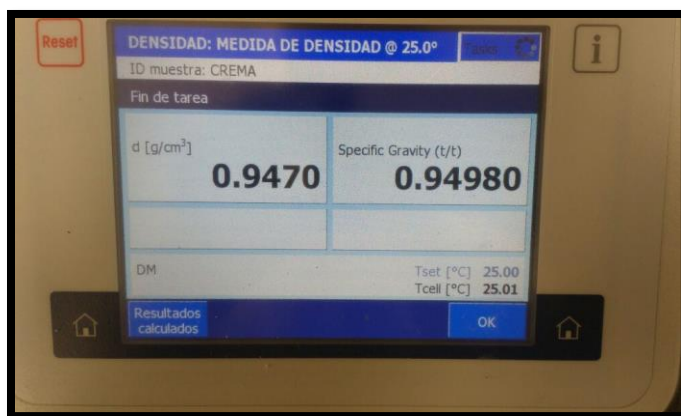 Reset
DENSIDAD: MEDIDA DE DENSIDAD @ 25.0°
Tasks
i
ID muestra: CREMA
Fin de tarea
d [g/cm³]
0.9470
Specific Gravity (t/t)
0.94980
DM
Tset [°C] 25.00
Tcell [°C] 25.01
Resultados
calculados
OK